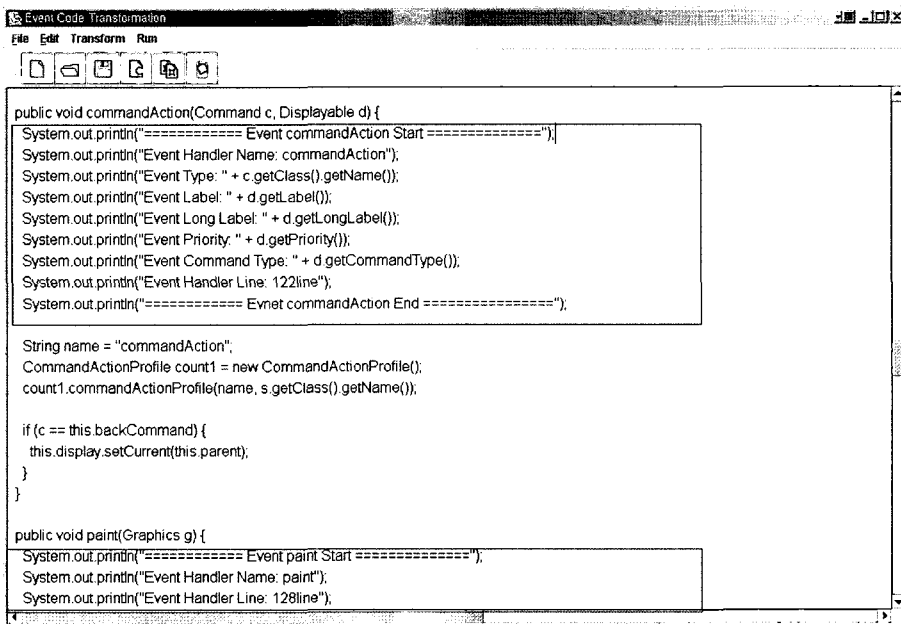 Event Code Transformation
File Edit Transform Run
public void commandAction(Command c, Displayable d) {
System.out.println("============ Event commandAction Start ==============");
System.out.println("Event Handler Name: commandAction");
System.out.println("Event Type: " + c.getClass().getName());
System.out.println("Event Label: " + d.getLabel());
System.out.println("Event Long Label: " + d.getLongLabel());
System.out.println("Event Priority: " + d.getPriority());
System.out.println("Event Command Type: " + d.getCommandType());
System.out.println("Event Handler Line: 122line");
System.out.println("============ Evnet commandAction End ================");
String name = "commandAction";
CommandActionProfile count1 = new CommandActionProfile();
count1.commandActionProfile(name, s.getClass().getName());
if (c == this.backCommand) {
this.display.setCurrent(this.parent);
}
}
public void paint(Graphics g) {
System.out.println("============ Event paint Start ==============");
System.out.println("Event Handler Name: paint");
System.out.println("Event Handler Line: 128line");